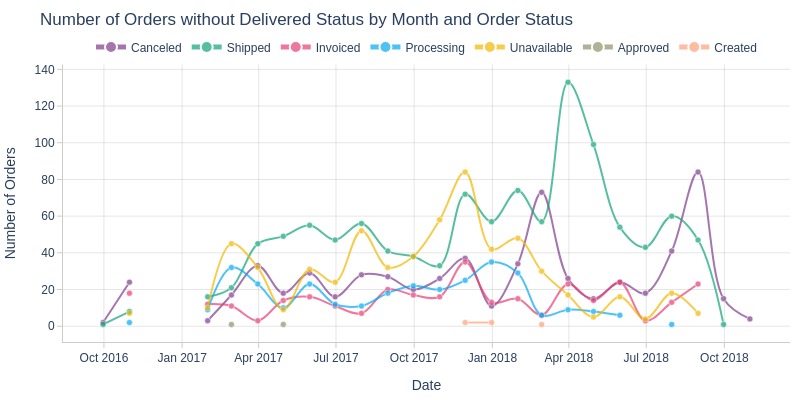 Number of Orders without Delivered Status by Month and Order Status
Canceled Shipped Invoiced Processing Unavailable Approved Created
140
120
100
80
60
40
20
0
Number of Orders
Oct 2016 Jan 2017 Apr 2017 Jul 2017 Oct 2017 Jan 2018 Apr 2018 Jul 2018 Oct 2018
Date